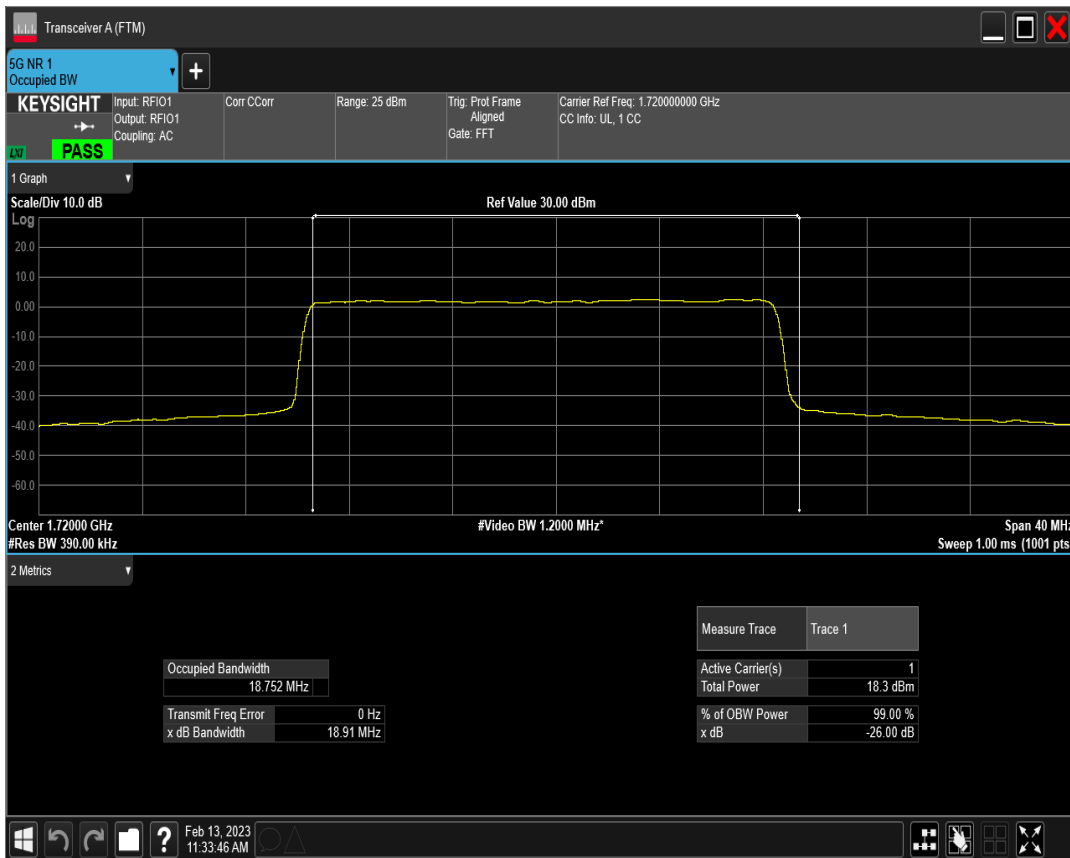 Transceiver A (FTM)
5G NR 1
Occupied BW
+
KEYSIGHT
LXI
PASS
Input: RFIO1
Output: RFIO1
Coupling: AC
Corr CCorr
Range: 25 dBm
Trig: Prot Frame
Aligned
Gate: FFT
Carrier Ref Freq: 1.720000000 GHz
CC Info: UL, 1 CC
1 Graph
Scale/Div 10.0 dB
Ref Value 30.00 dBm
Log
20.0
10.0
0.00
-10.0
-20.0
-30.0
-40.0
-50.0
-60.0
Center 1.72000 GHz
#Video BW 1.2000 MHz*
Span 40 MHz
#Res BW 390.00 kHz
Sweep 1.00 ms (1001 pts
2 Metrics
Measure Trace Trace 1
Occupied Bandwidth
18.752 MHz
Active Carrier(s) 1
Total Power 18.3 dBm
Transmit Freq Error 0 Hz
x dB Bandwidth 18.91 MHz
% of OBW Power 99.00 %
x dB -26.00 dB
?
Feb 13, 2023
11:33:46 AM